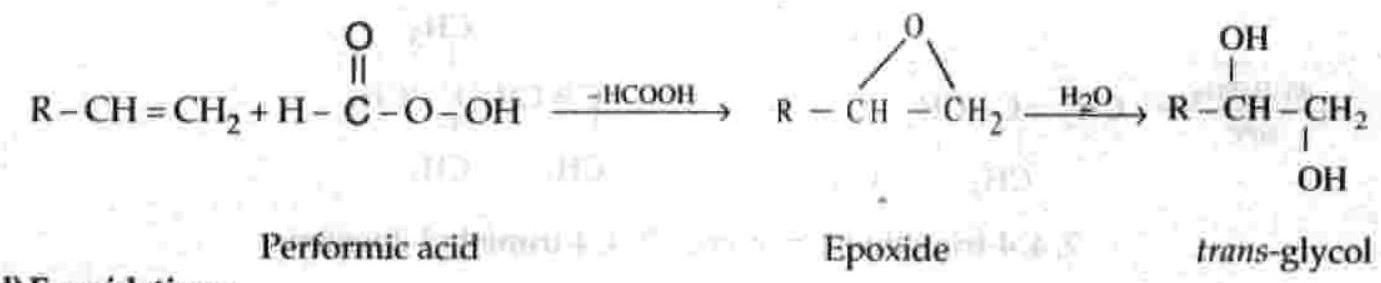 O O OH
R – CH = CH₂ + H – C – O – OH –HCOOH R – CH – CH₂ H₂O R – CH – CH₂
OH
Performic acid Epoxide trans-glycol